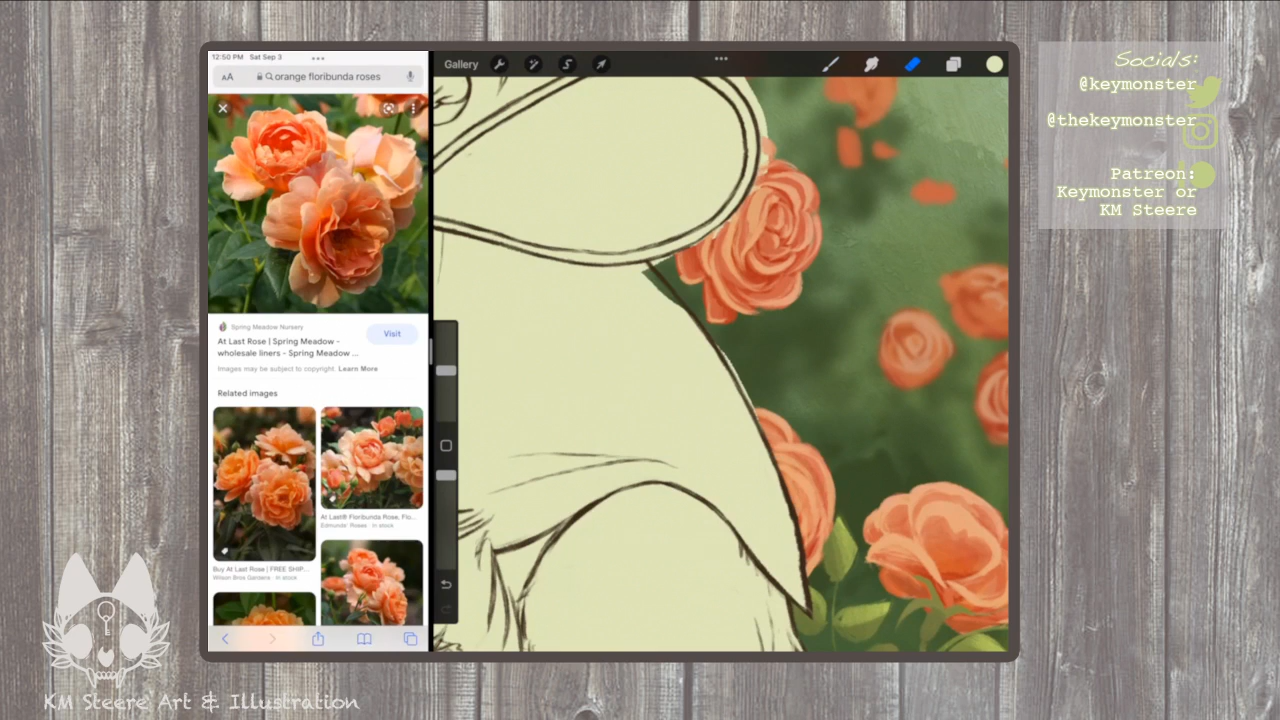 12:50 PM Sat Sep 3
AA
orange floribunda roses
Spring Meadow Nursery
At Last Rose | Spring Meadow -
wholesale liners - Spring Meadow ...
Visit
Images may be subject to copyright. Learn More
Related images
At Last® Floribunda Rose, Flo...
Edmunds' Roses · In stock
Buy At Last Rose | FREE SHIP...
Wilson Bros Gardens · In stock
Gallery
Socials:
@keymonster
@thekeymonster
Patreon:
Keymonster or
KM Steere
KM Steere Art & Illustration